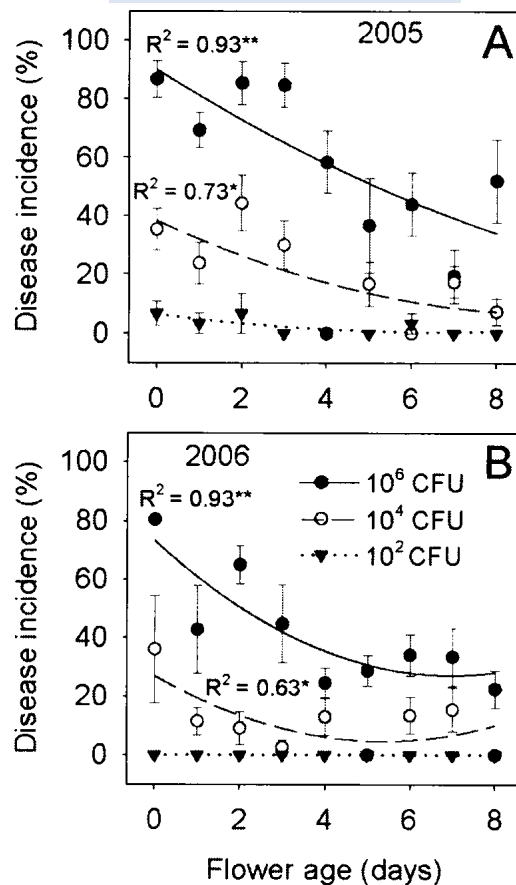 2005
A
R² = 0.93**
R² = 0.73*
Disease incidence (%)
100
80
60
40
20
0
0 2 4 6 8
2006
B
R² = 0.93**
R² = 0.63*
10⁶ CFU
10⁴ CFU
10² CFU
Disease incidence (%)
100
80
60
40
20
0
0 2 4 6 8
Flower age (days)